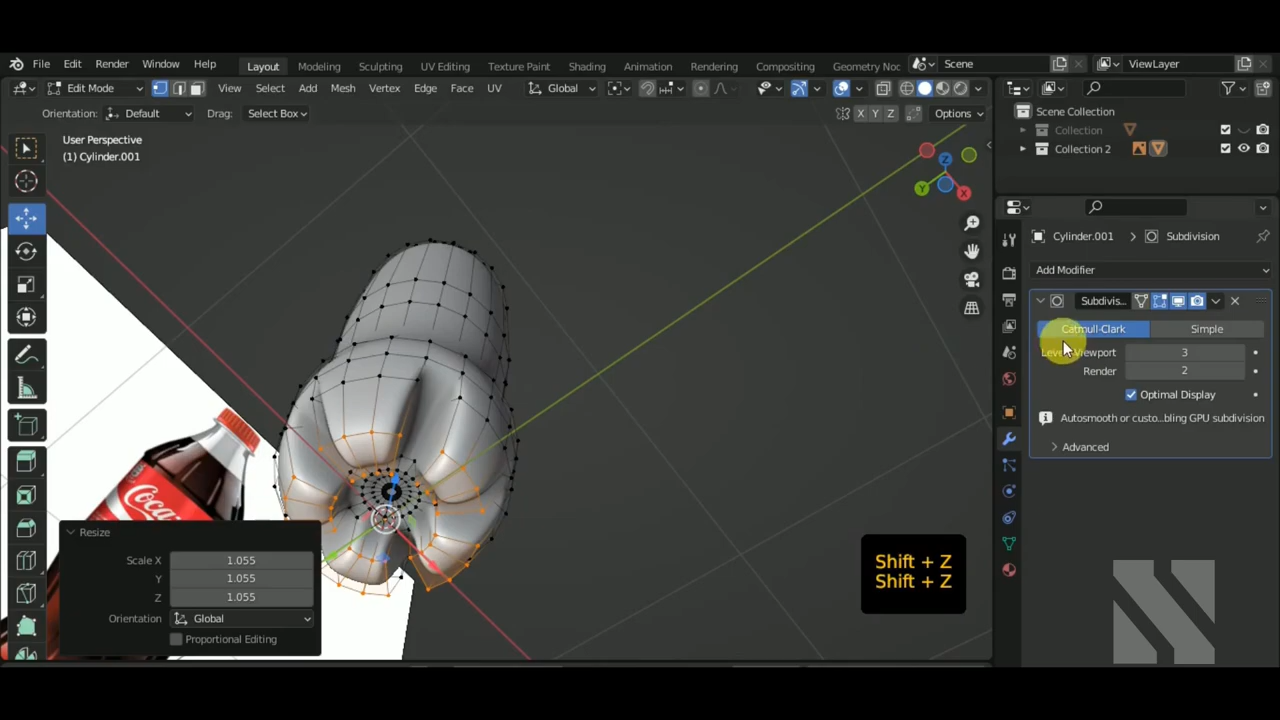 File Edit Render Window Help Layout Modeling Sculpting UV Editing Texture Paint Shading Animation Rendering Compositing Geometry Noc Scene ViewLayer
Edit Mode View Select Add Mesh Vertex Edge Face UV Global
Orientation: Default Drag: Select Box X Y Z Options
User Perspective
(1) Cylinder.001
Scene Collection
Collection
Collection 2
Z
Y
X
Cylinder.001 Subdivision
Add Modifier
Subdivis...
Catmull-Clark Simple
Levels Viewport 3
Render 2
Optimal Display
Autosmooth or custo...bling GPU subdivision
Advanced
Coca
Resize
Scale X 1.055
Y 1.055
Z 1.055
Orientation Global
Proportional Editing
Shift + Z
Shift + Z